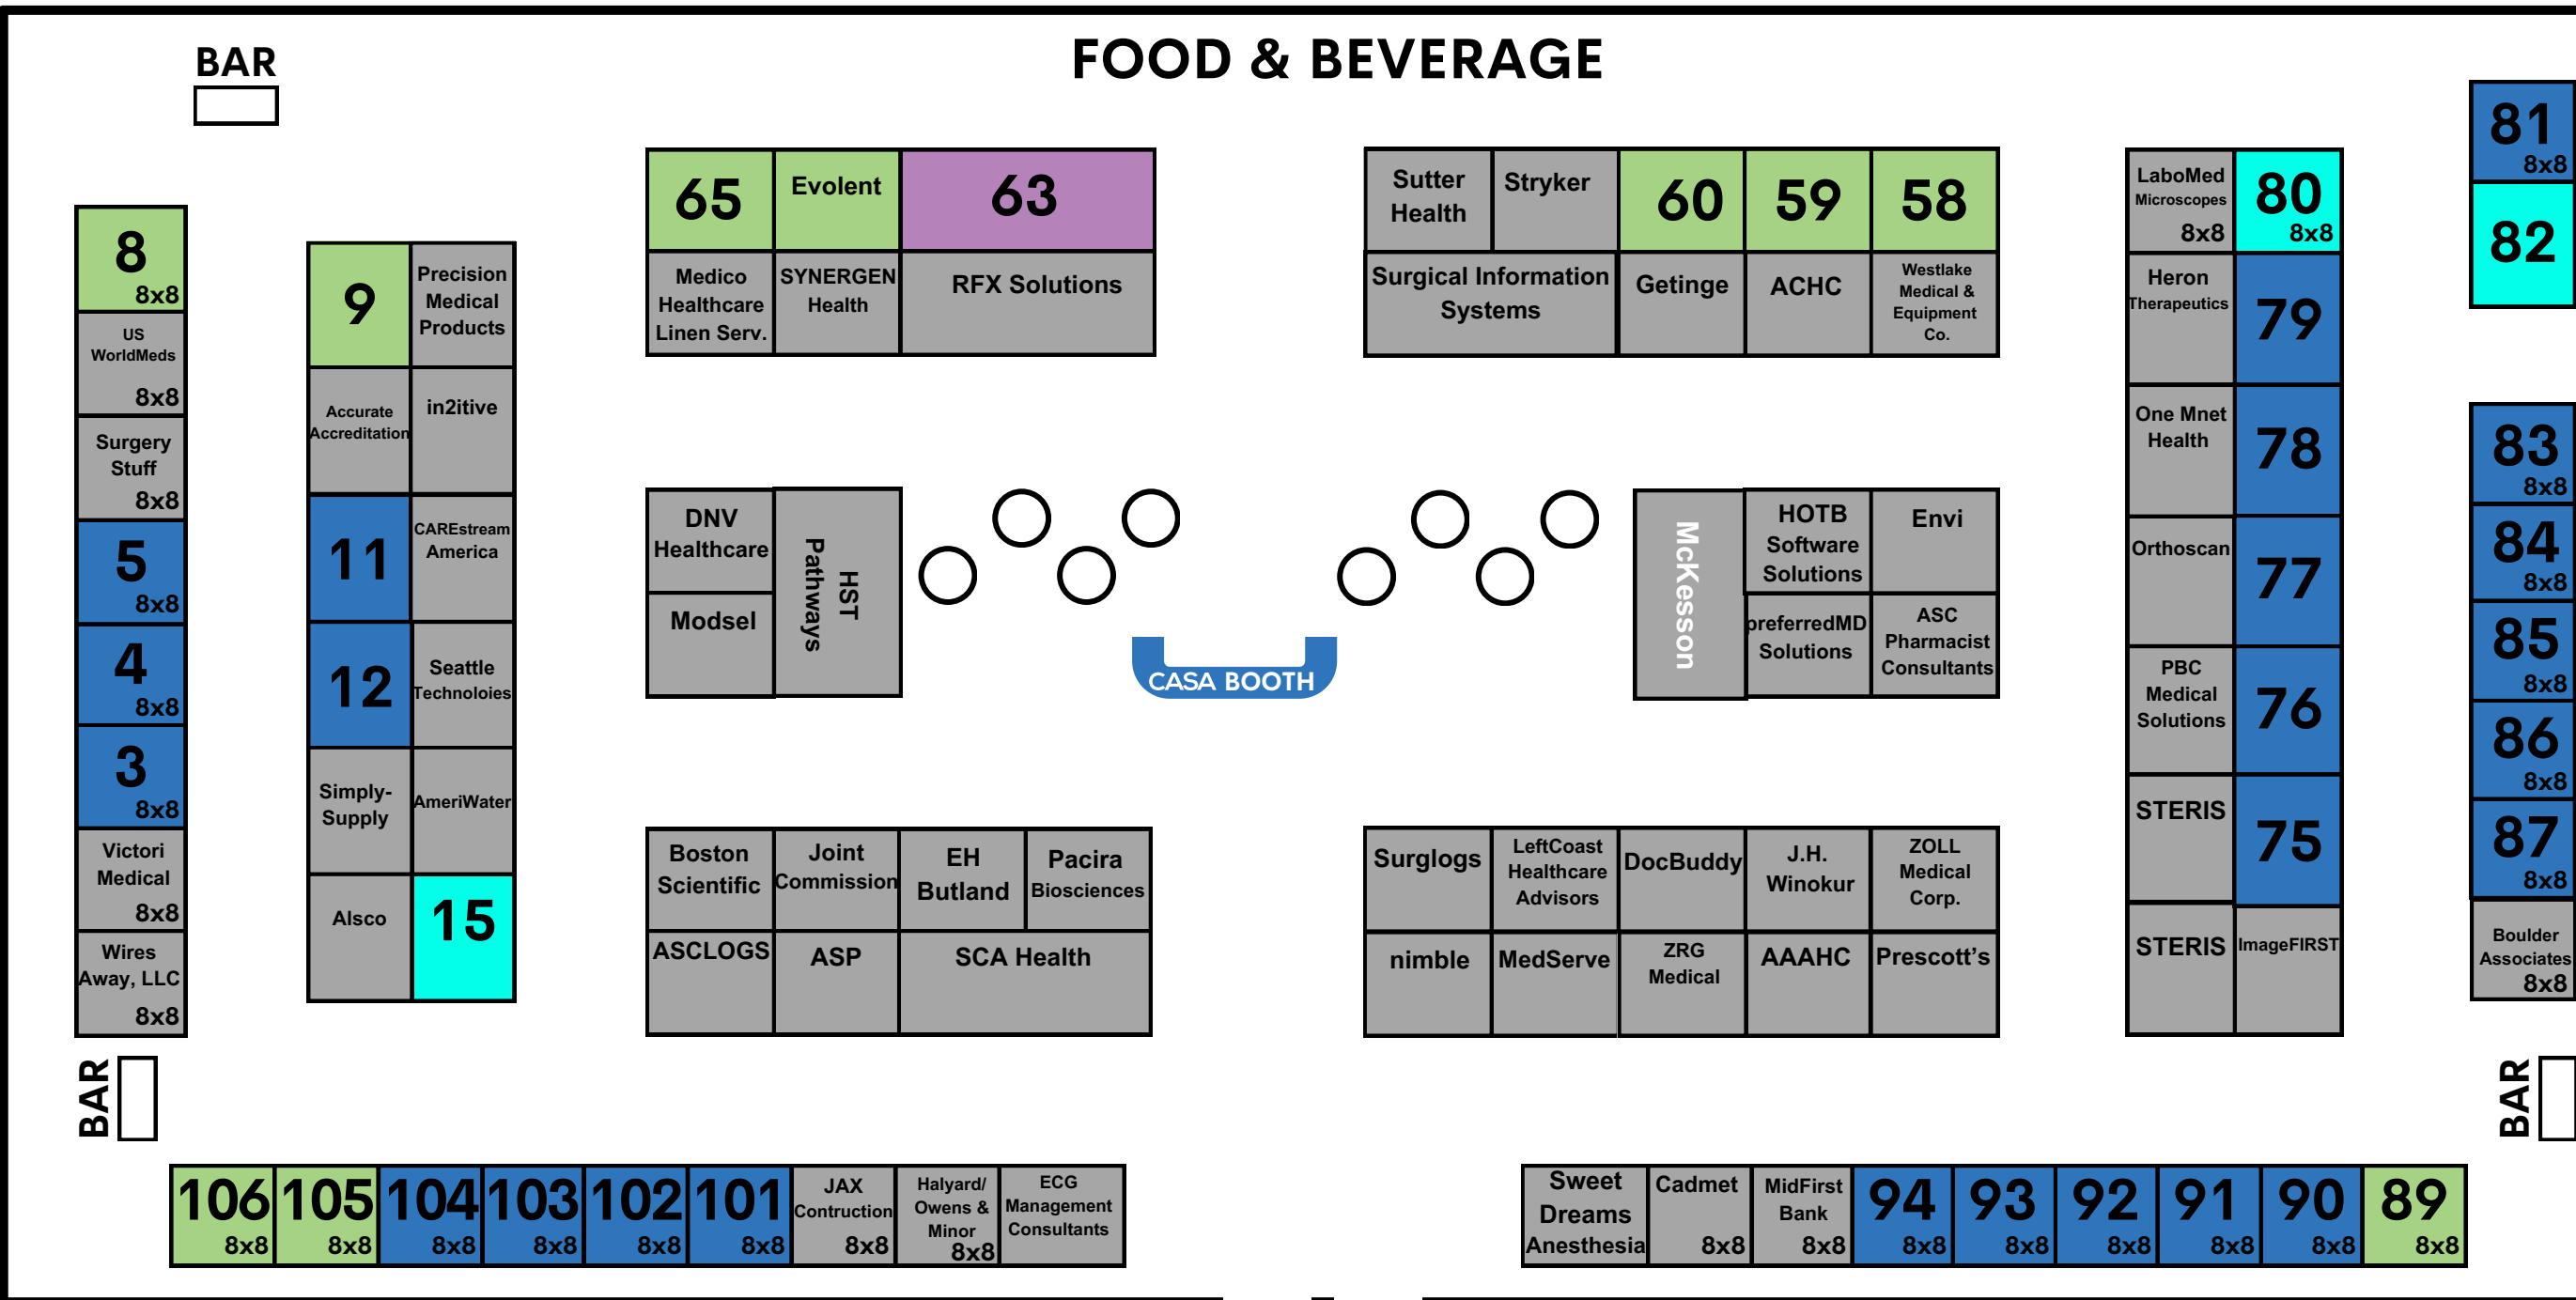 FOOD & BEVERAGE
BAR
8
8x8
US
WorldMeds
8x8
Surgery
Stuff
8x8
5
8x8
4
8x8
3
8x8
Victori
Medical
8x8
Wires
Away, LLC
8x8
BAR
9
Precision
Medical
Products
Accurate
Accreditation
in2itive
11
CAREstream
America
12
Seattle
Technoloies
Simply-
Supply
AmeriWater
Alsco
15
65
Evolent
63
Medico
Healthcare
Linen Serv.
SYNERGEN
Health
RFX Solutions
Sutter
Health
Stryker
60
59
58
Surgical Information
Systems
Getinge
ACHC
Westlake
Medical &
Equipment
Co.
DNV
Healthcare
Modsel
HST
Pathways
CASA BOOTH
McKesson
HOTB
Software
Solutions
Envi
preferredMD
Solutions
ASC
Pharmacist
Consultants
Boston
Scientific
Joint
Commission
EH
Butland
Pacira
Biosciences
ASCLOGS
ASP
SCA Health
Surglogs
LeftCoast
Healthcare
Advisors
DocBuddy
J.H.
Winokur
ZOLL
Medical
Corp.
nimble
MedServe
ZRG
Medical
AAAHC
Prescott's
LaboMed
Microscopes
8x8
80
8x8
Heron
Therapeutics
79
One Mnet
Health
78
Orthoscan
77
PBC
Medical
Solutions
76
STERIS
75
STERIS
ImageFIRST
81
8x8
82
83
8x8
84
8x8
85
8x8
86
8x8
87
8x8
Boulder
Associates
8x8
BAR
106
8x8
105
8x8
104
8x8
103
8x8
102
8x8
101
8x8
JAX
Contruction
8x8
Halyard/
Owens &
Minor
8x8
ECG
Management
Consultants
Sweet
Dreams
Anesthesia
Cadmet
8x8
MidFirst
Bank
8x8
94
8x8
93
8x8
92
8x8
91
8x8
90
8x8
89
8x8